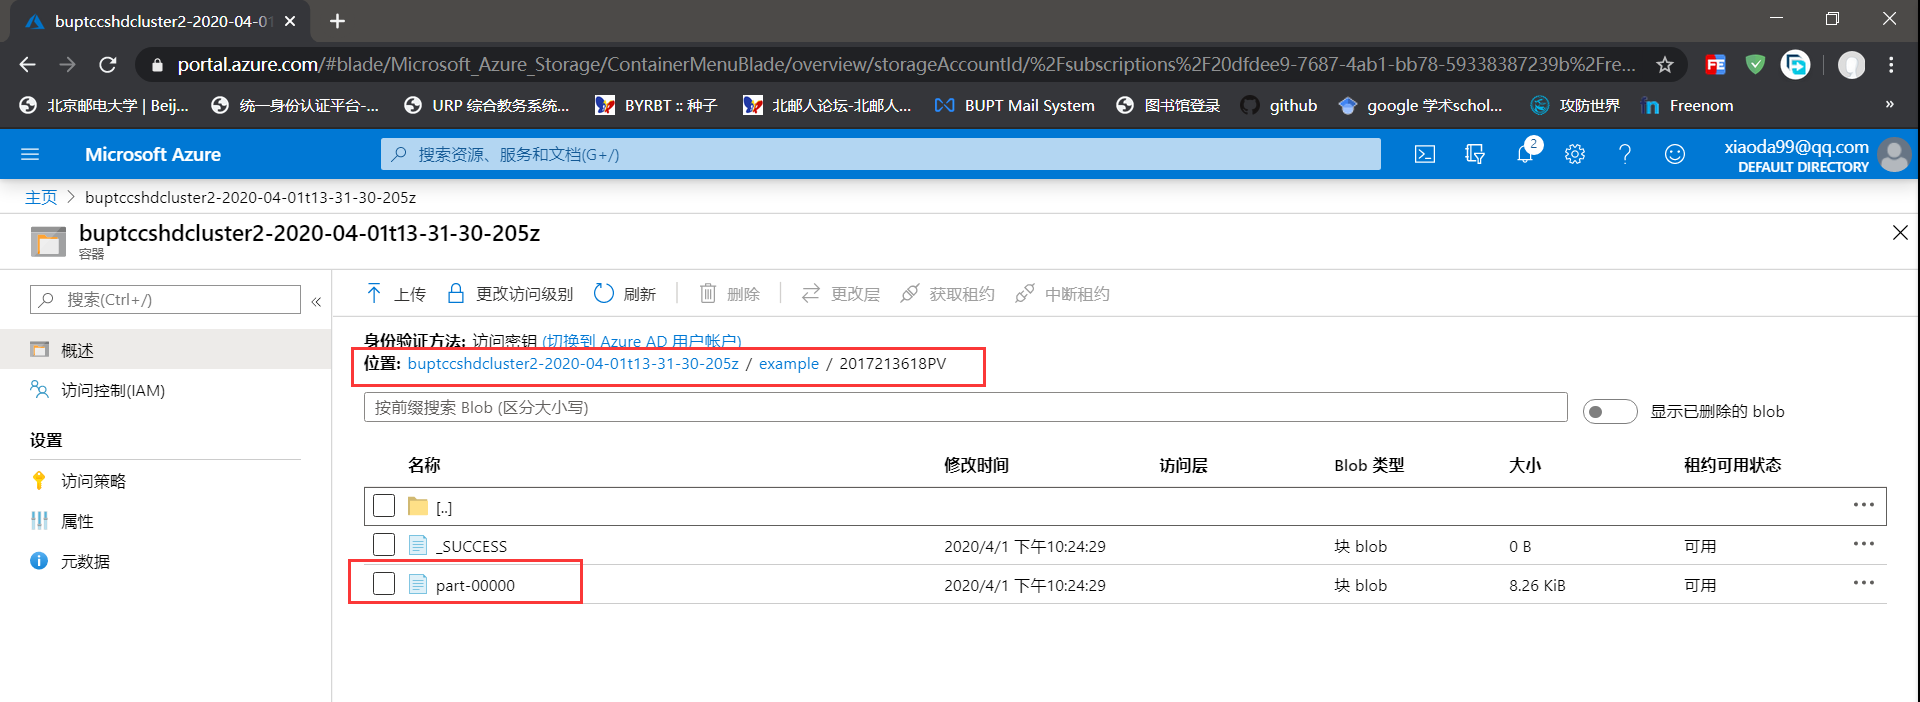 buptccshdcluster2-2020-04-01
portal.azure.com/#blade/Microsoft_Azure_Storage/ContainerMenuBlade/overview/storageAccountId/%2Fsubscriptions%2F20dfdee9-7687-4ab1-bb78-59338387239b%2Fre...
FE
北京邮电大学 | Beij... 统一身份认证平台-... URP 综合教务系统... BYRBT :: 种子 北邮人论坛-北邮人... BUPT Mail System 图书馆登录 github google 学术schol... 攻防世界 Freenom »
Microsoft Azure
搜索资源、服务和文档(G+/)
2
xiaoda99@qq.com
DEFAULT DIRECTORY
主页 > buptccshdcluster2-2020-04-01t13-31-30-205z
buptccshdcluster2-2020-04-01t13-31-30-205z
容器
搜索(Ctrl+/)
«
概述
访问控制(IAM)
设置
访问策略
属性
元数据
上传 更改访问级别 刷新 删除 更改层 获取租约 中断租约
身份验证方法: 访问密钥 (切换到 Azure AD 用户帐户)
位置: buptccshdcluster2-2020-04-01t13-31-30-205z / example / 2017213618PV
按前缀搜索 Blob (区分大小写)
显示已删除的 blob
名称 修改时间 访问层 Blob 类型 大小 租约可用状态
[..]
_SUCCESS 2020/4/1 下午10:24:29 块 blob 0 B 可用
part-00000 2020/4/1 下午10:24:29 块 blob 8.26 KiB 可用